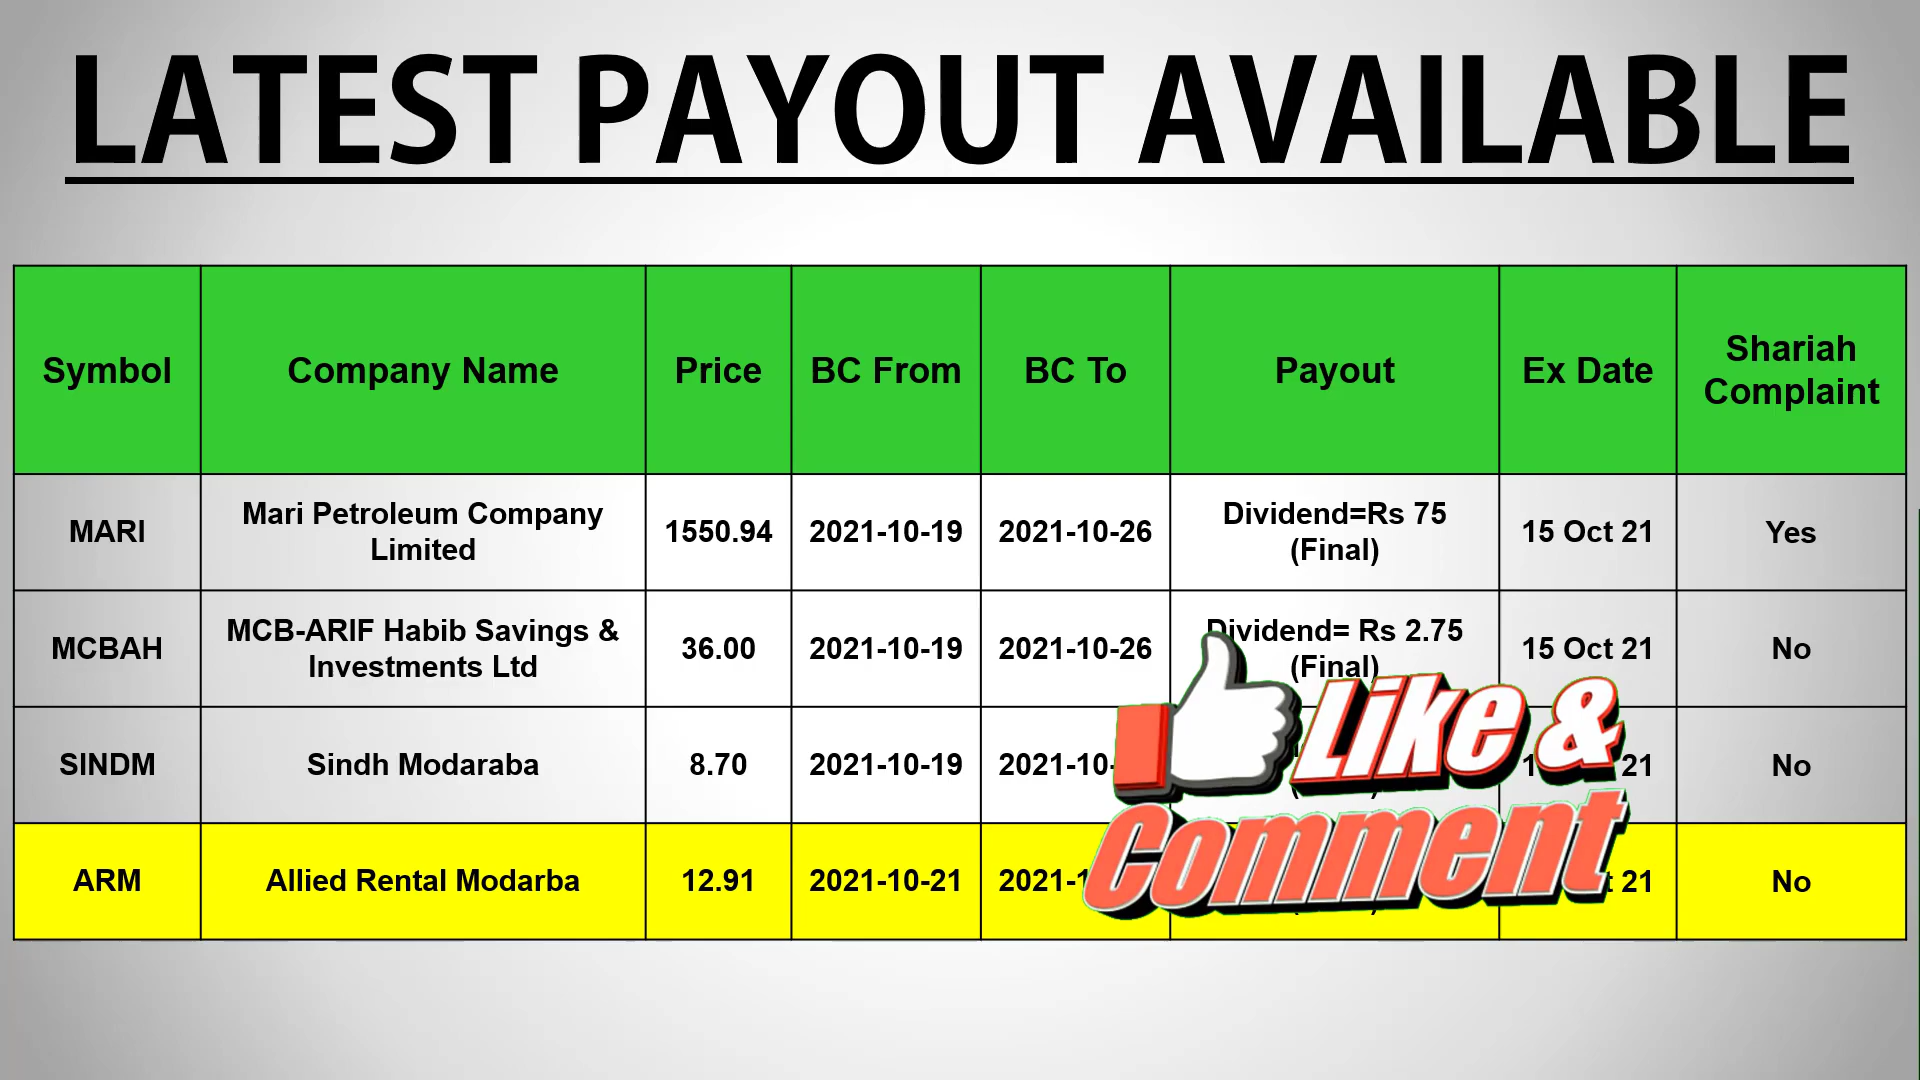 LATEST PAYOUT AVAILABLE
Symbol
Company Name
Price
BC From
BC To
Payout
Ex Date
Shariah
Complaint
MARI
Mari Petroleum Company
Limited
1550.94
2021-10-19
2021-10-26
Dividend=Rs 75
(Final)
15 Oct 21
Yes
MCBAH
MCB-ARIF Habib Savings &
Investments Ltd
36.00
2021-10-19
2021-10-26
Dividend= Rs 2.75
(Final)
15 Oct 21
No
SINDM
Sindh Modaraba
8.70
2021-10-19
2021-10-
21
No
ARM
Allied Rental Modarba
12.91
2021-10-21
2021-1
21
No
Like &
Comment